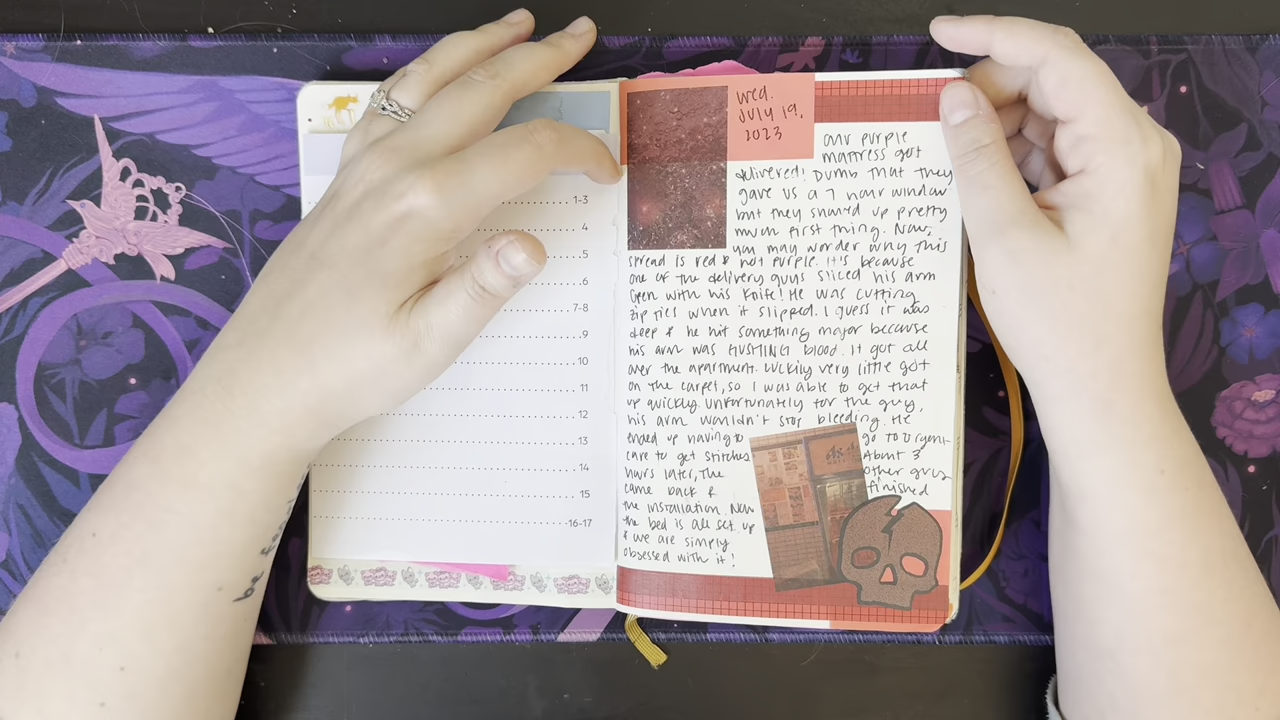 1-3
4
5
6
7-8
9
10
11
12
13
14
15
16-17
Wed.
July 19,
2023
our purple
mattress got
delivered! Dumb that they
gave us a 7 hour window
but they showed up pretty
much first thing. Now,
you may wonder why this
spread is red & not purple. It's because
one of the delivery guys sliced his arm
open with his knife! He was cutting
zip ties when it slipped. I guess it was
deep & he hit something major because
his arm was GUSHING blood. It got all
over the apartment. Luckily very little got
on the carpet, so I was able to get that
up quickly. Unfortunately for the guy,
his arm wouldn't stop bleeding. He
ended up having to go to urgent
care to get stitches. About 3
hours later, the other guys
came back & finished
the installation. Now
the bed is all set up
& we are simply
obsessed with it!